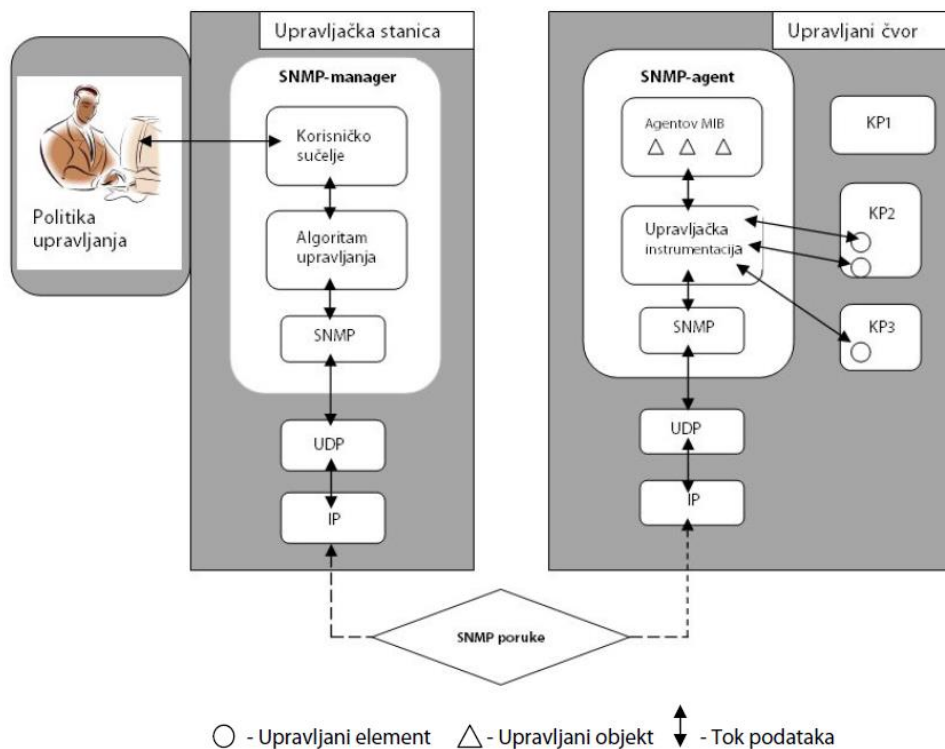 Upravljačka stanica
SNMP-manager
Korisničko
sučelje
Algoritam
upravljanja
SNMP
UDP
IP
Politika
upravljanja
Upravljani čvor
SNMP-agent
Agentov MIB
Upravljačka
instrumentacija
SNMP
UDP
IP
KP1
KP2
KP3
SNMP poruke
- Upravljani element
- Upravljani objekt
- Tok podataka